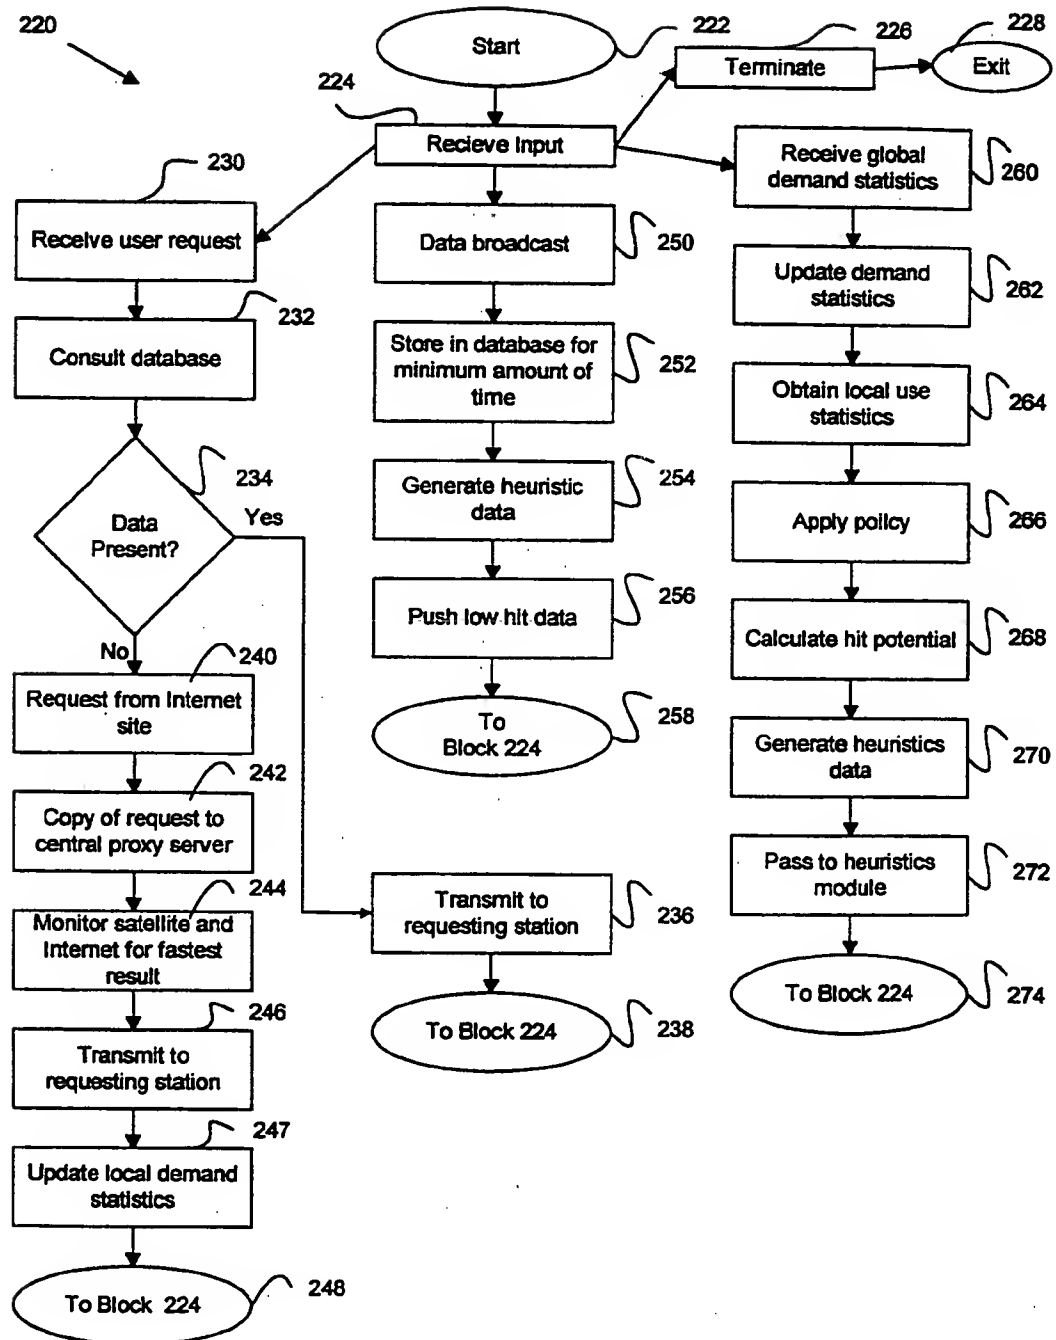 220
Start
222
226
228
Terminate
Exit
224
Recieve Input
230
Receive user request
232
Consult database
234
Data
Present?
Yes
No
240
Request from Internet
site
242
Copy of request to
central proxy server
244
Monitor satellite and
Internet for fastest
result
246
Transmit to
requesting station
247
Update local demand
statistics
To Block 224
248
Data broadcast
250
Store in database for
minimum amount of
time
252
Generate heuristic
data
254
Push low hit data
256
To
Block 224
258
Transmit to
requesting station
236
To Block 224
238
Receive global
demand statistics
260
Update demand
statistics
262
Obtain local use
statistics
264
Apply policy
266
Calculate hit potential
268
Generate heuristics
data
270
Pass to heuristics
module
272
To Block 224
274